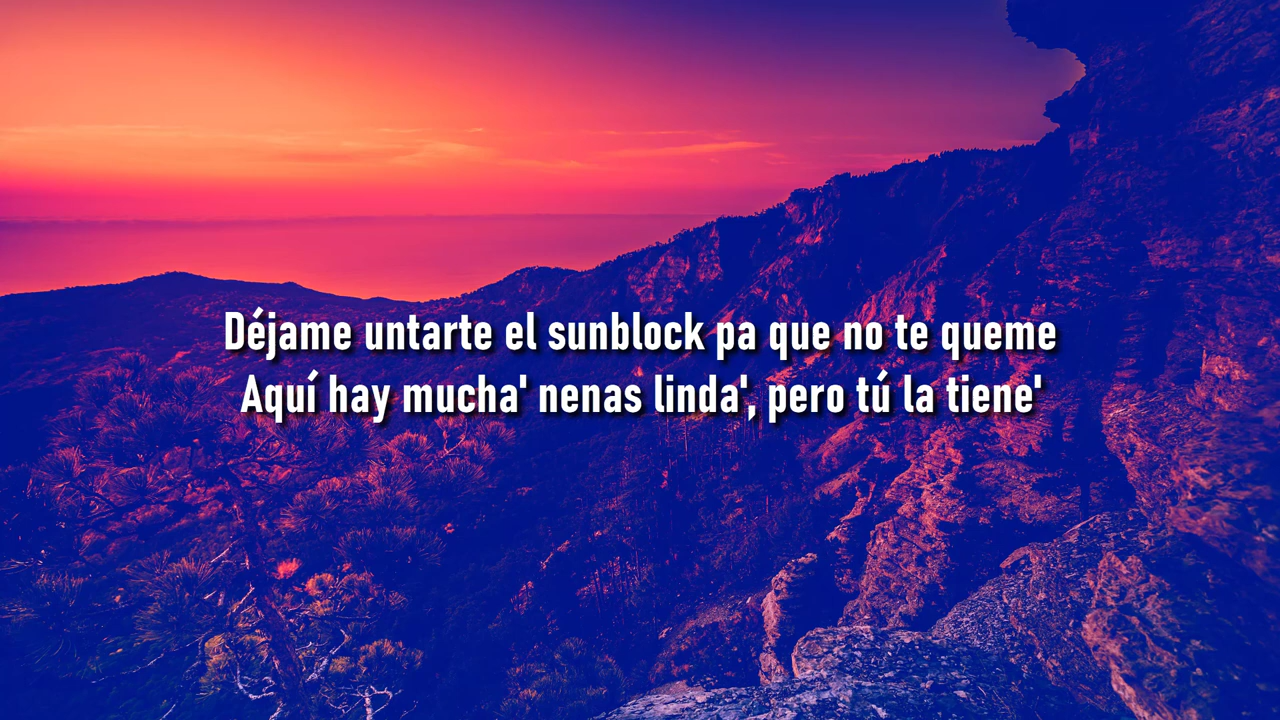 Déjame untarte el sunblock pa que no te queme
Aquí hay mucha' nenas linda', pero tú la tiene'